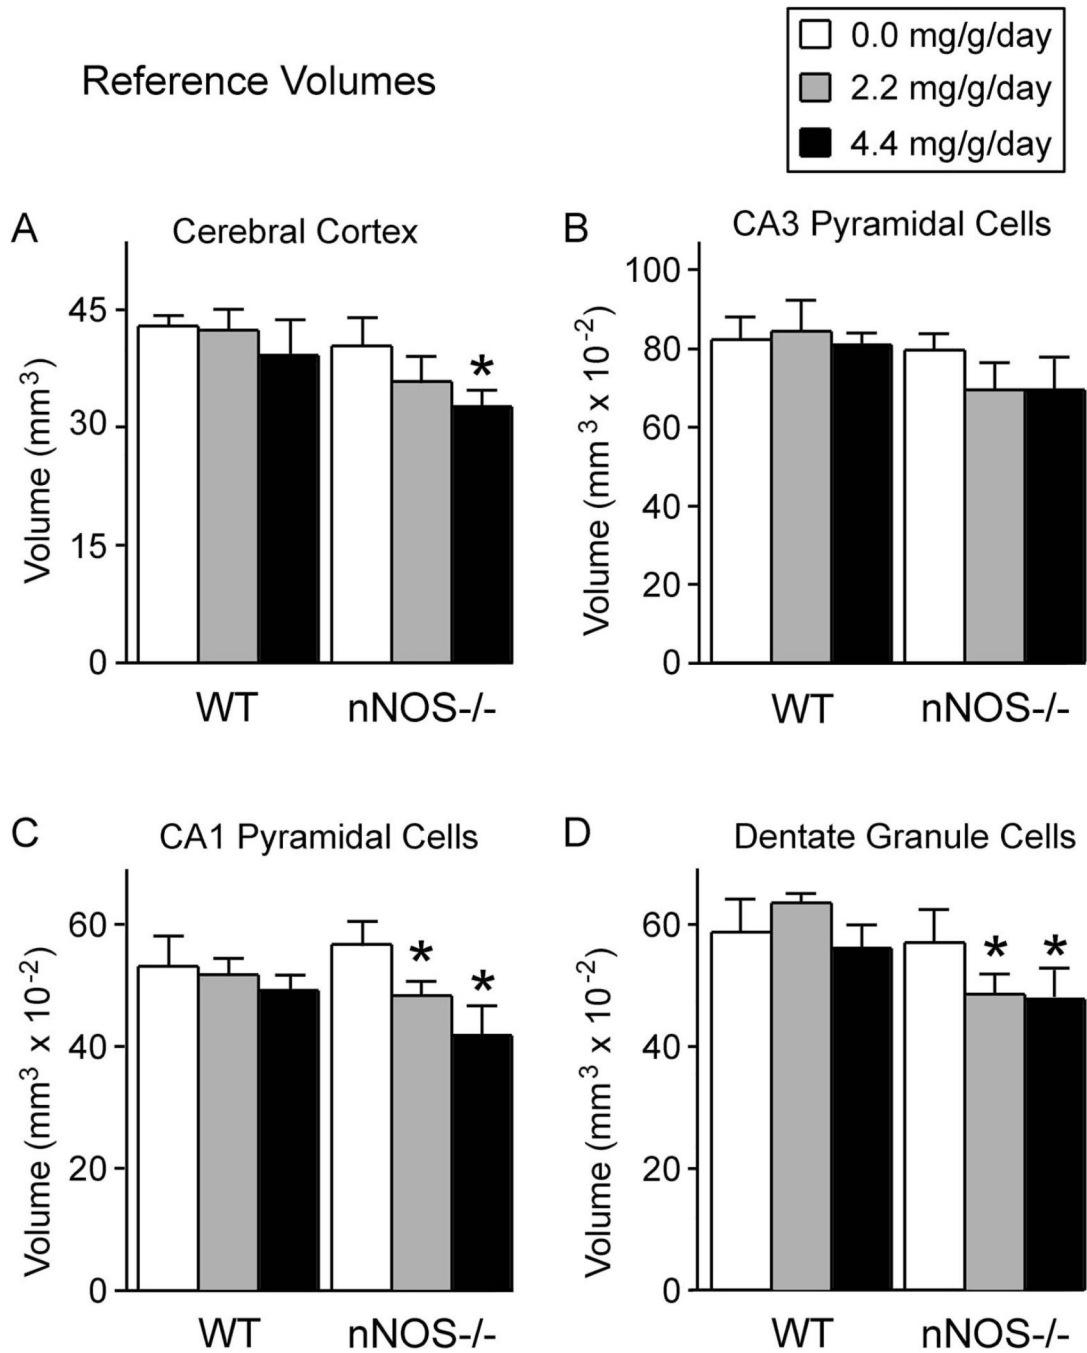 0.0 mg/g/day
Reference Volumes
2.2 mg/g/day
4.4 mg/g/day
A
Cerebral Cortex
45
30
15
0
Volume (mm³)
*
WT
nNOS-/-
B
CA3 Pyramidal Cells
100
80
60
40
20
0
Volume (mm³ x 10⁻²)
WT
nNOS-/-
C
CA1 Pyramidal Cells
60
40
20
0
Volume (mm³ x 10⁻²)
*
*
WT
nNOS-/-
D
Dentate Granule Cells
60
40
20
0
Volume (mm³ x 10⁻²)
* *
WT
nNOS-/-